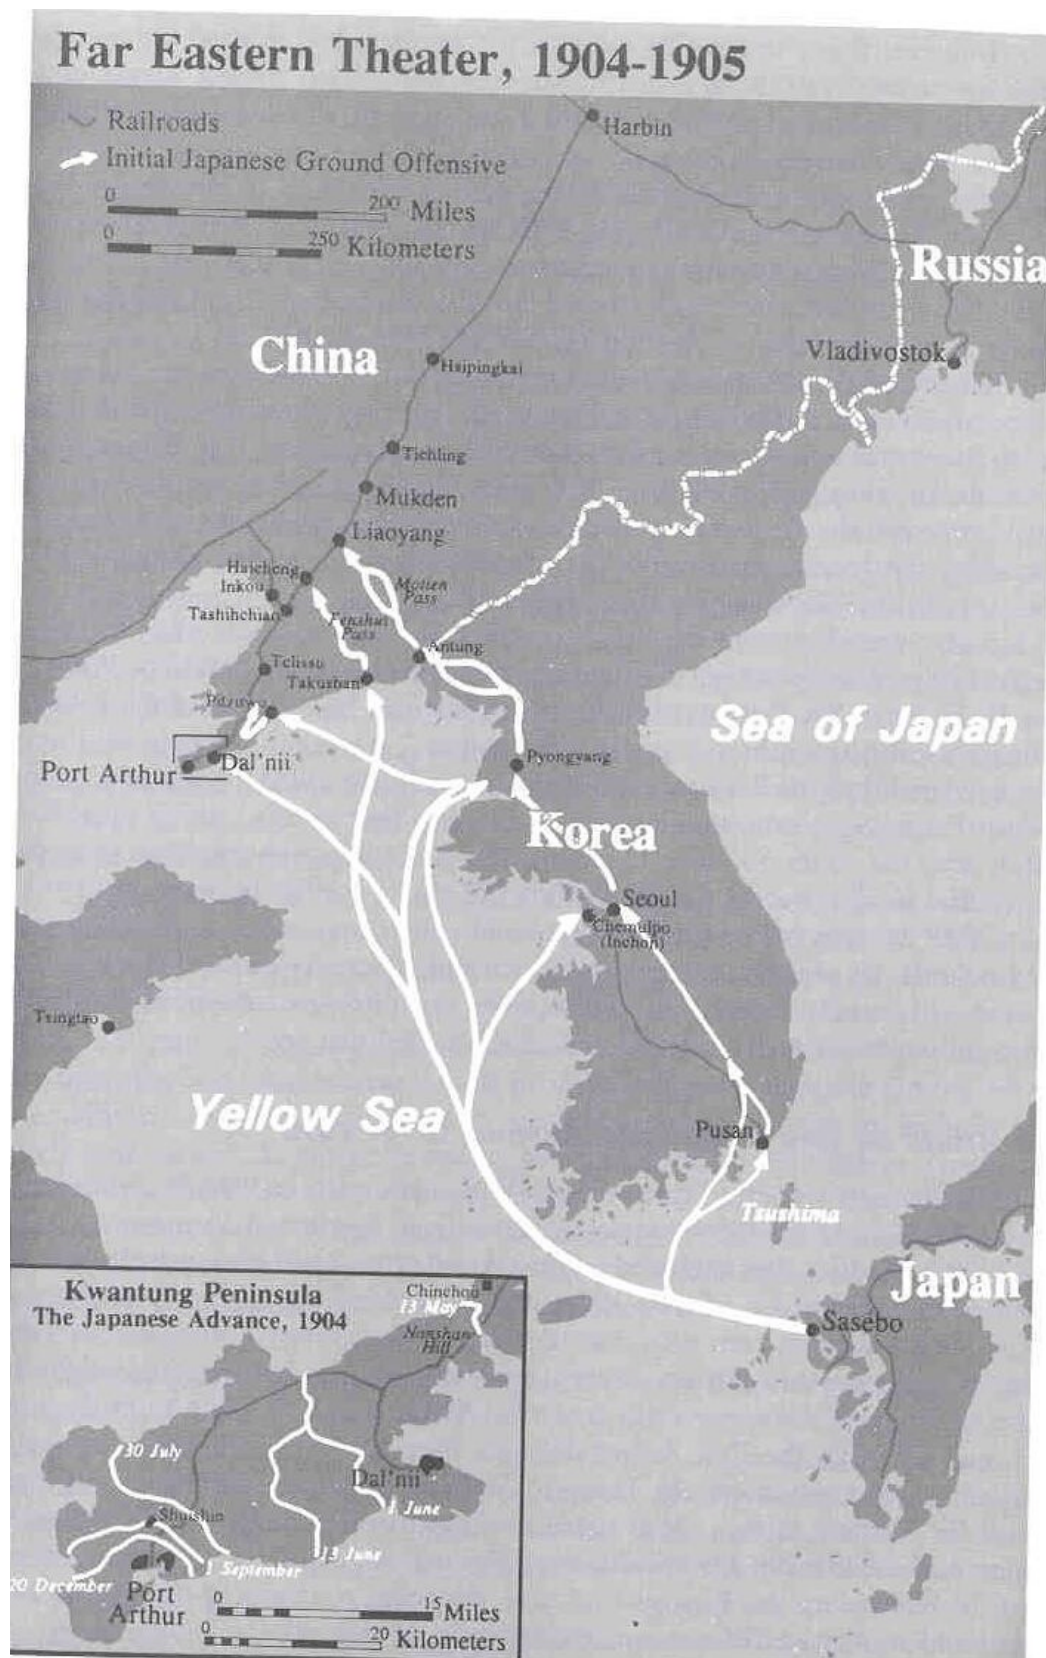 Far Eastern Theater, 1904-1905
Railroads
Initial Japanese Ground Offensive
0 200 Miles
0 250 Kilometers
Harbin
Russia
China
Vladivostok
Hsipingkai
Tiehling
Mukden
Liaoyang
Haicheng
Inkou
Tashihchiao
Motien
Pass
Fenshui
Pass
Antung
Telissu
Takushan
Pitzuwo
Sea of Japan
Port Arthur
Dal'nii
Pyongyang
Korea
Seoul
Chemulpo
(Inchon)
Tsingtao
Yellow Sea
Pusan
Tsushima
Japan
Sasebo
Kwantung Peninsula
The Japanese Advance, 1904
Chinchou
13 May
Nanshan
Hill
30 July
Dal'nii
1 June
Shuishin
13 June
1 September
20 December
Port
Arthur
0 15 Miles
0 20 Kilometers